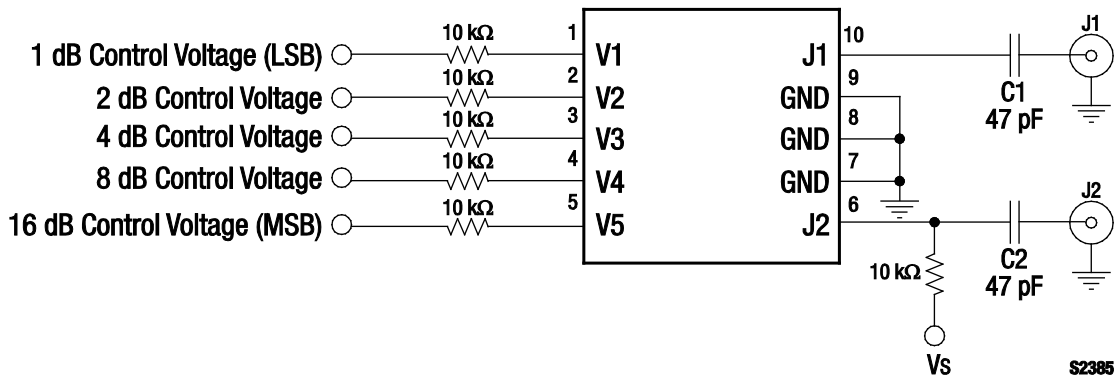 1 dB Control Voltage (LSB) 10 kΩ 1 V1 J1 10 J1
2 dB Control Voltage 10 kΩ 2 V2 GND 9 C1
47 pF
4 dB Control Voltage 10 kΩ 3 V3 GND 8
8 dB Control Voltage 10 kΩ 4 V4 GND 7
16 dB Control Voltage (MSB) 10 kΩ 5 V5 J2 6 J2
10 kΩ C2
47 pF
Vs
S2385